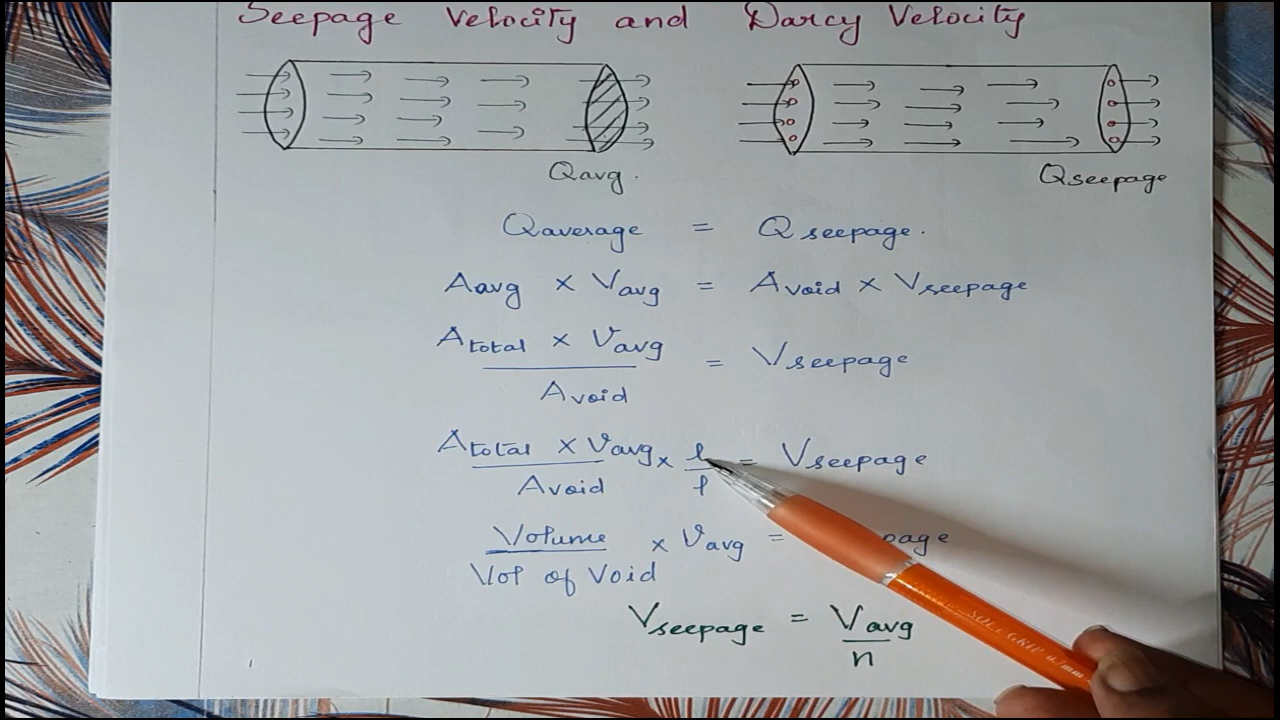 Seepage Velocity and Darcy Velocity
Qavg.
Qseepage
Qaverage = Qseepage.
Aavg × Vavg = Avoid × Vseepage
Atotal × Vavg
= Vseepage
Avoid
Atotal × Vavg × l = Vseepage
Avoid l
Volume × Vavg = page
Vol of Void
Vseepage = Vavg
n